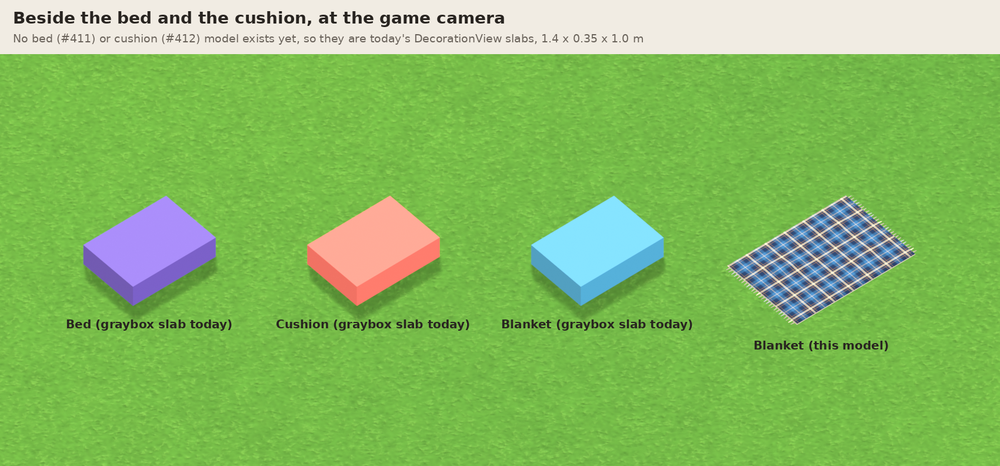 Beside the bed and the cushion, at the game camera
No bed (#411) or cushion (#412) model exists yet, so they are today's DecorationView slabs, 1.4 x 0.35 x 1.0 m
Bed (graybox slab today)
Cushion (graybox slab today)
Blanket (graybox slab today)
Blanket (this model)